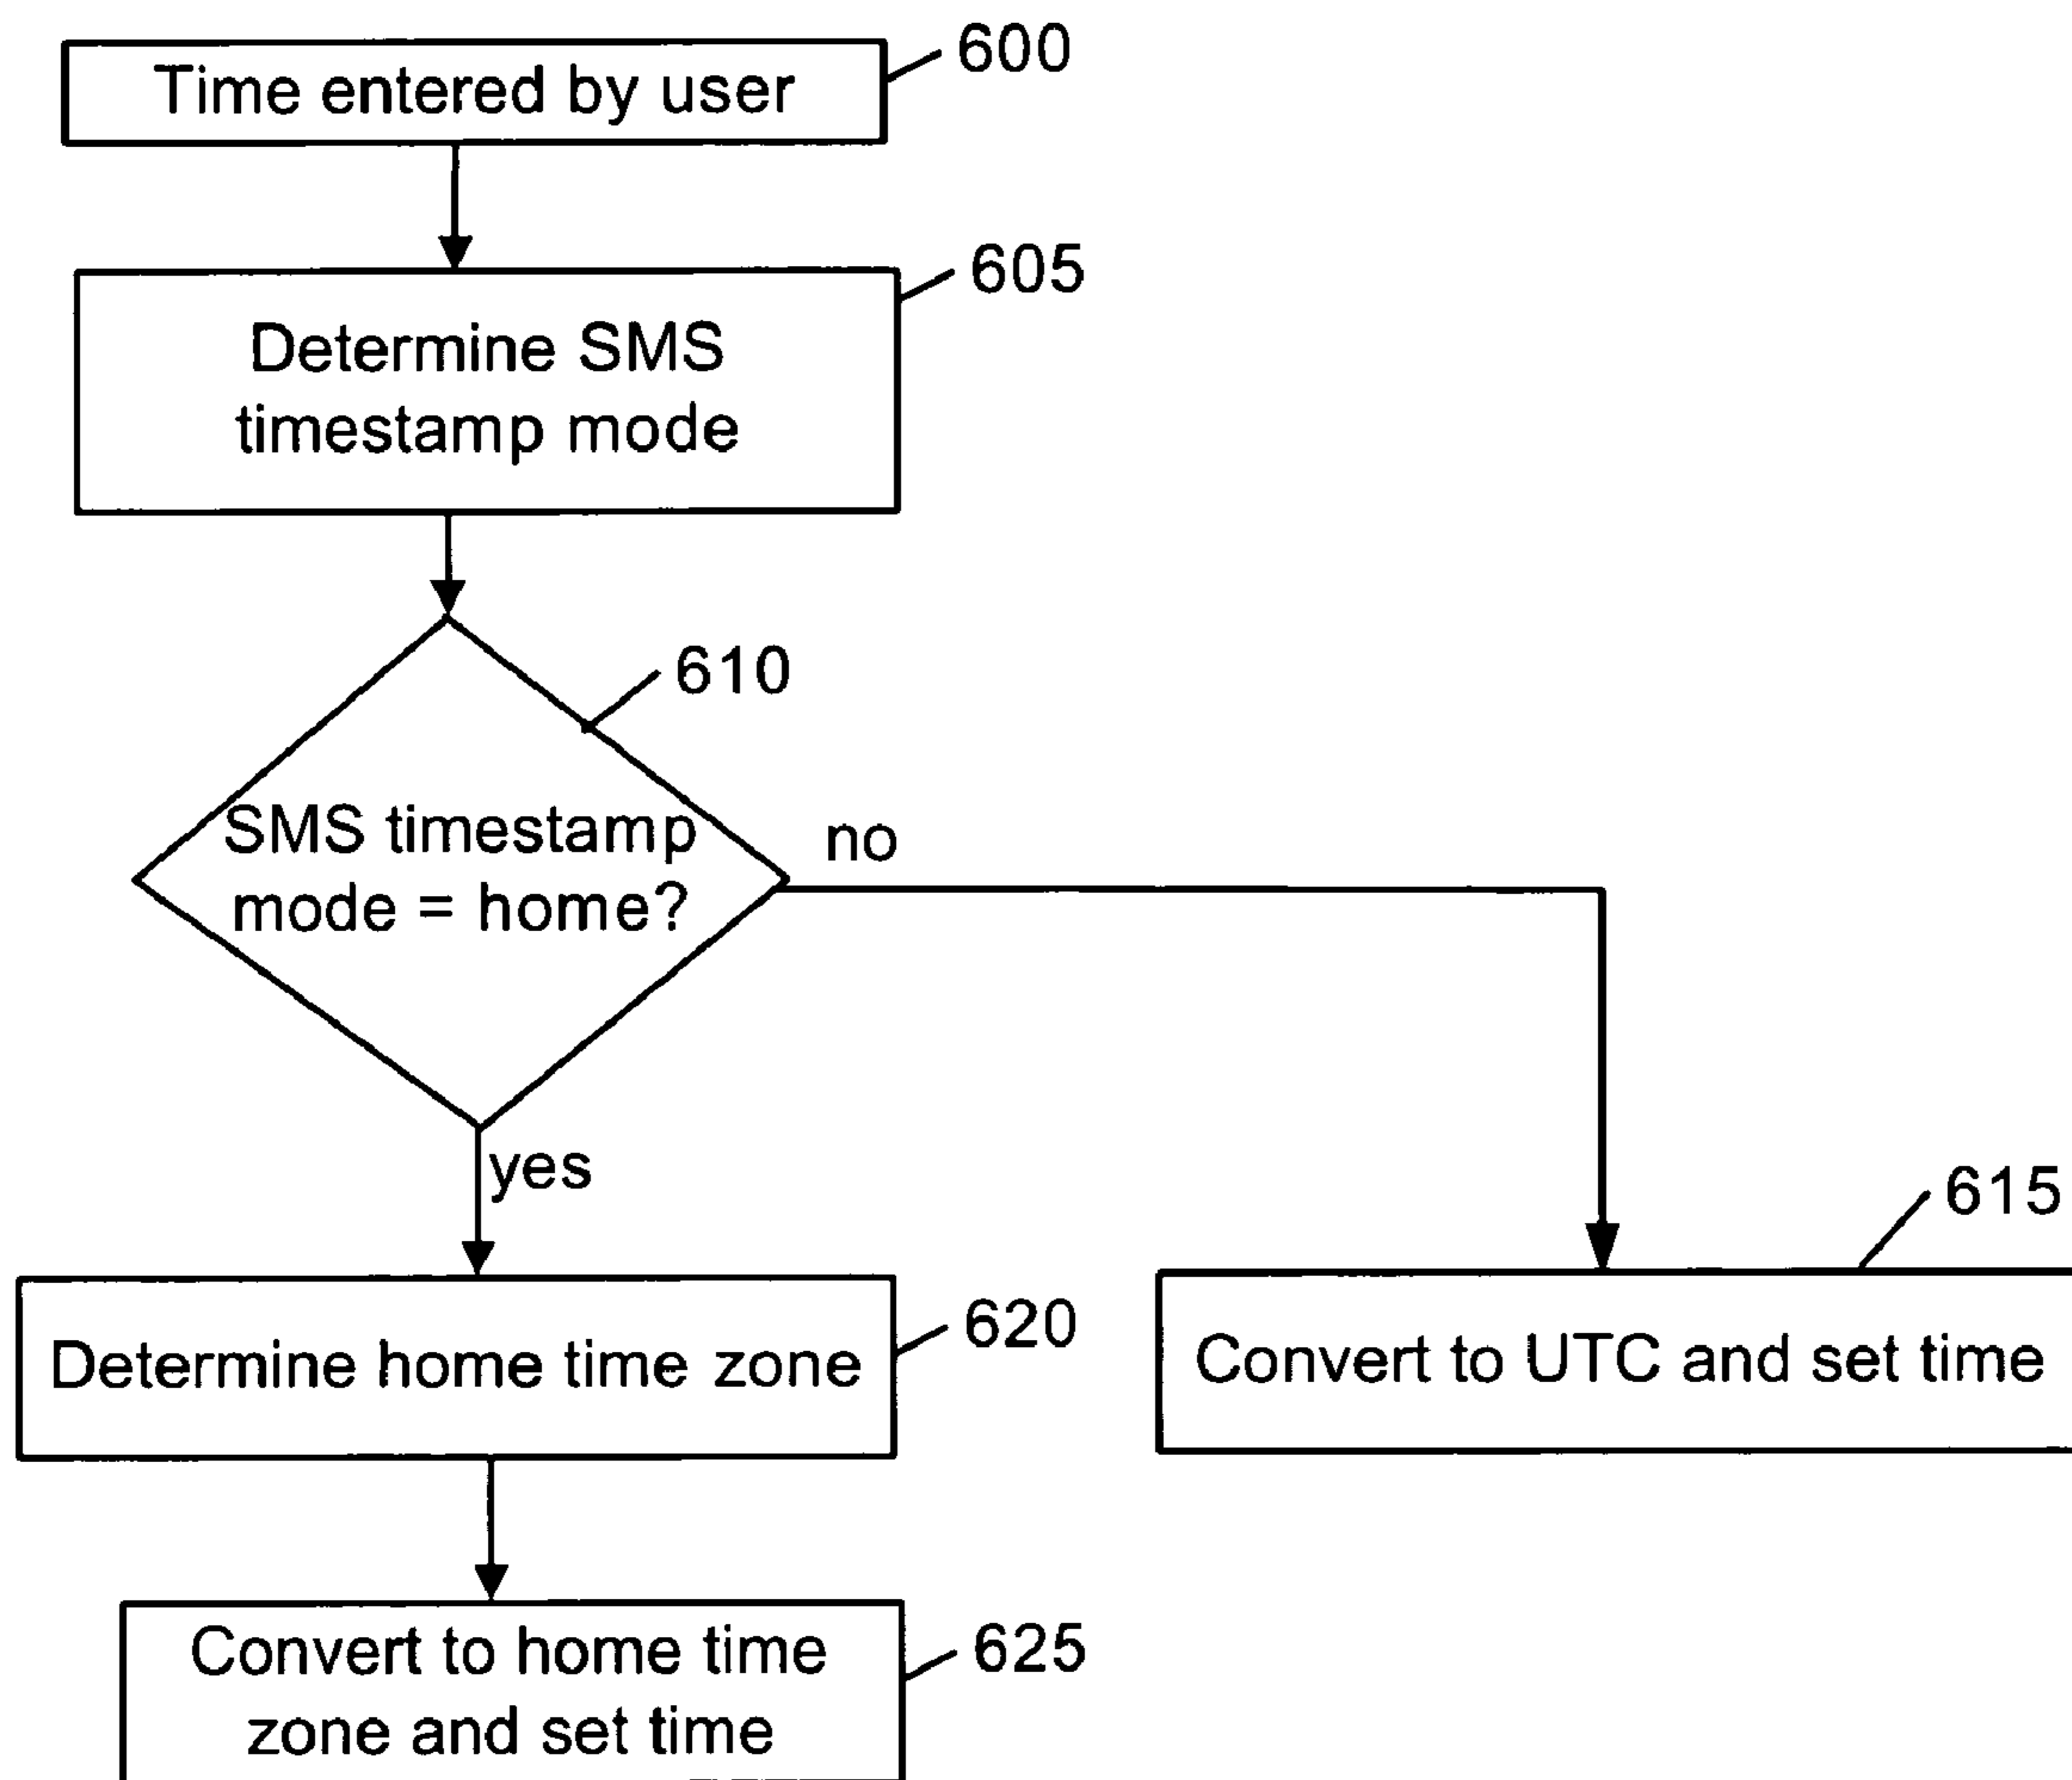 600
Time entered by user
605
Determine SMS
timestamp mode
610
SMS timestamp
mode = home?
no
yes
615
620
Determine home time zone
Convert to UTC and set time
625
Convert to home time
zone and set time